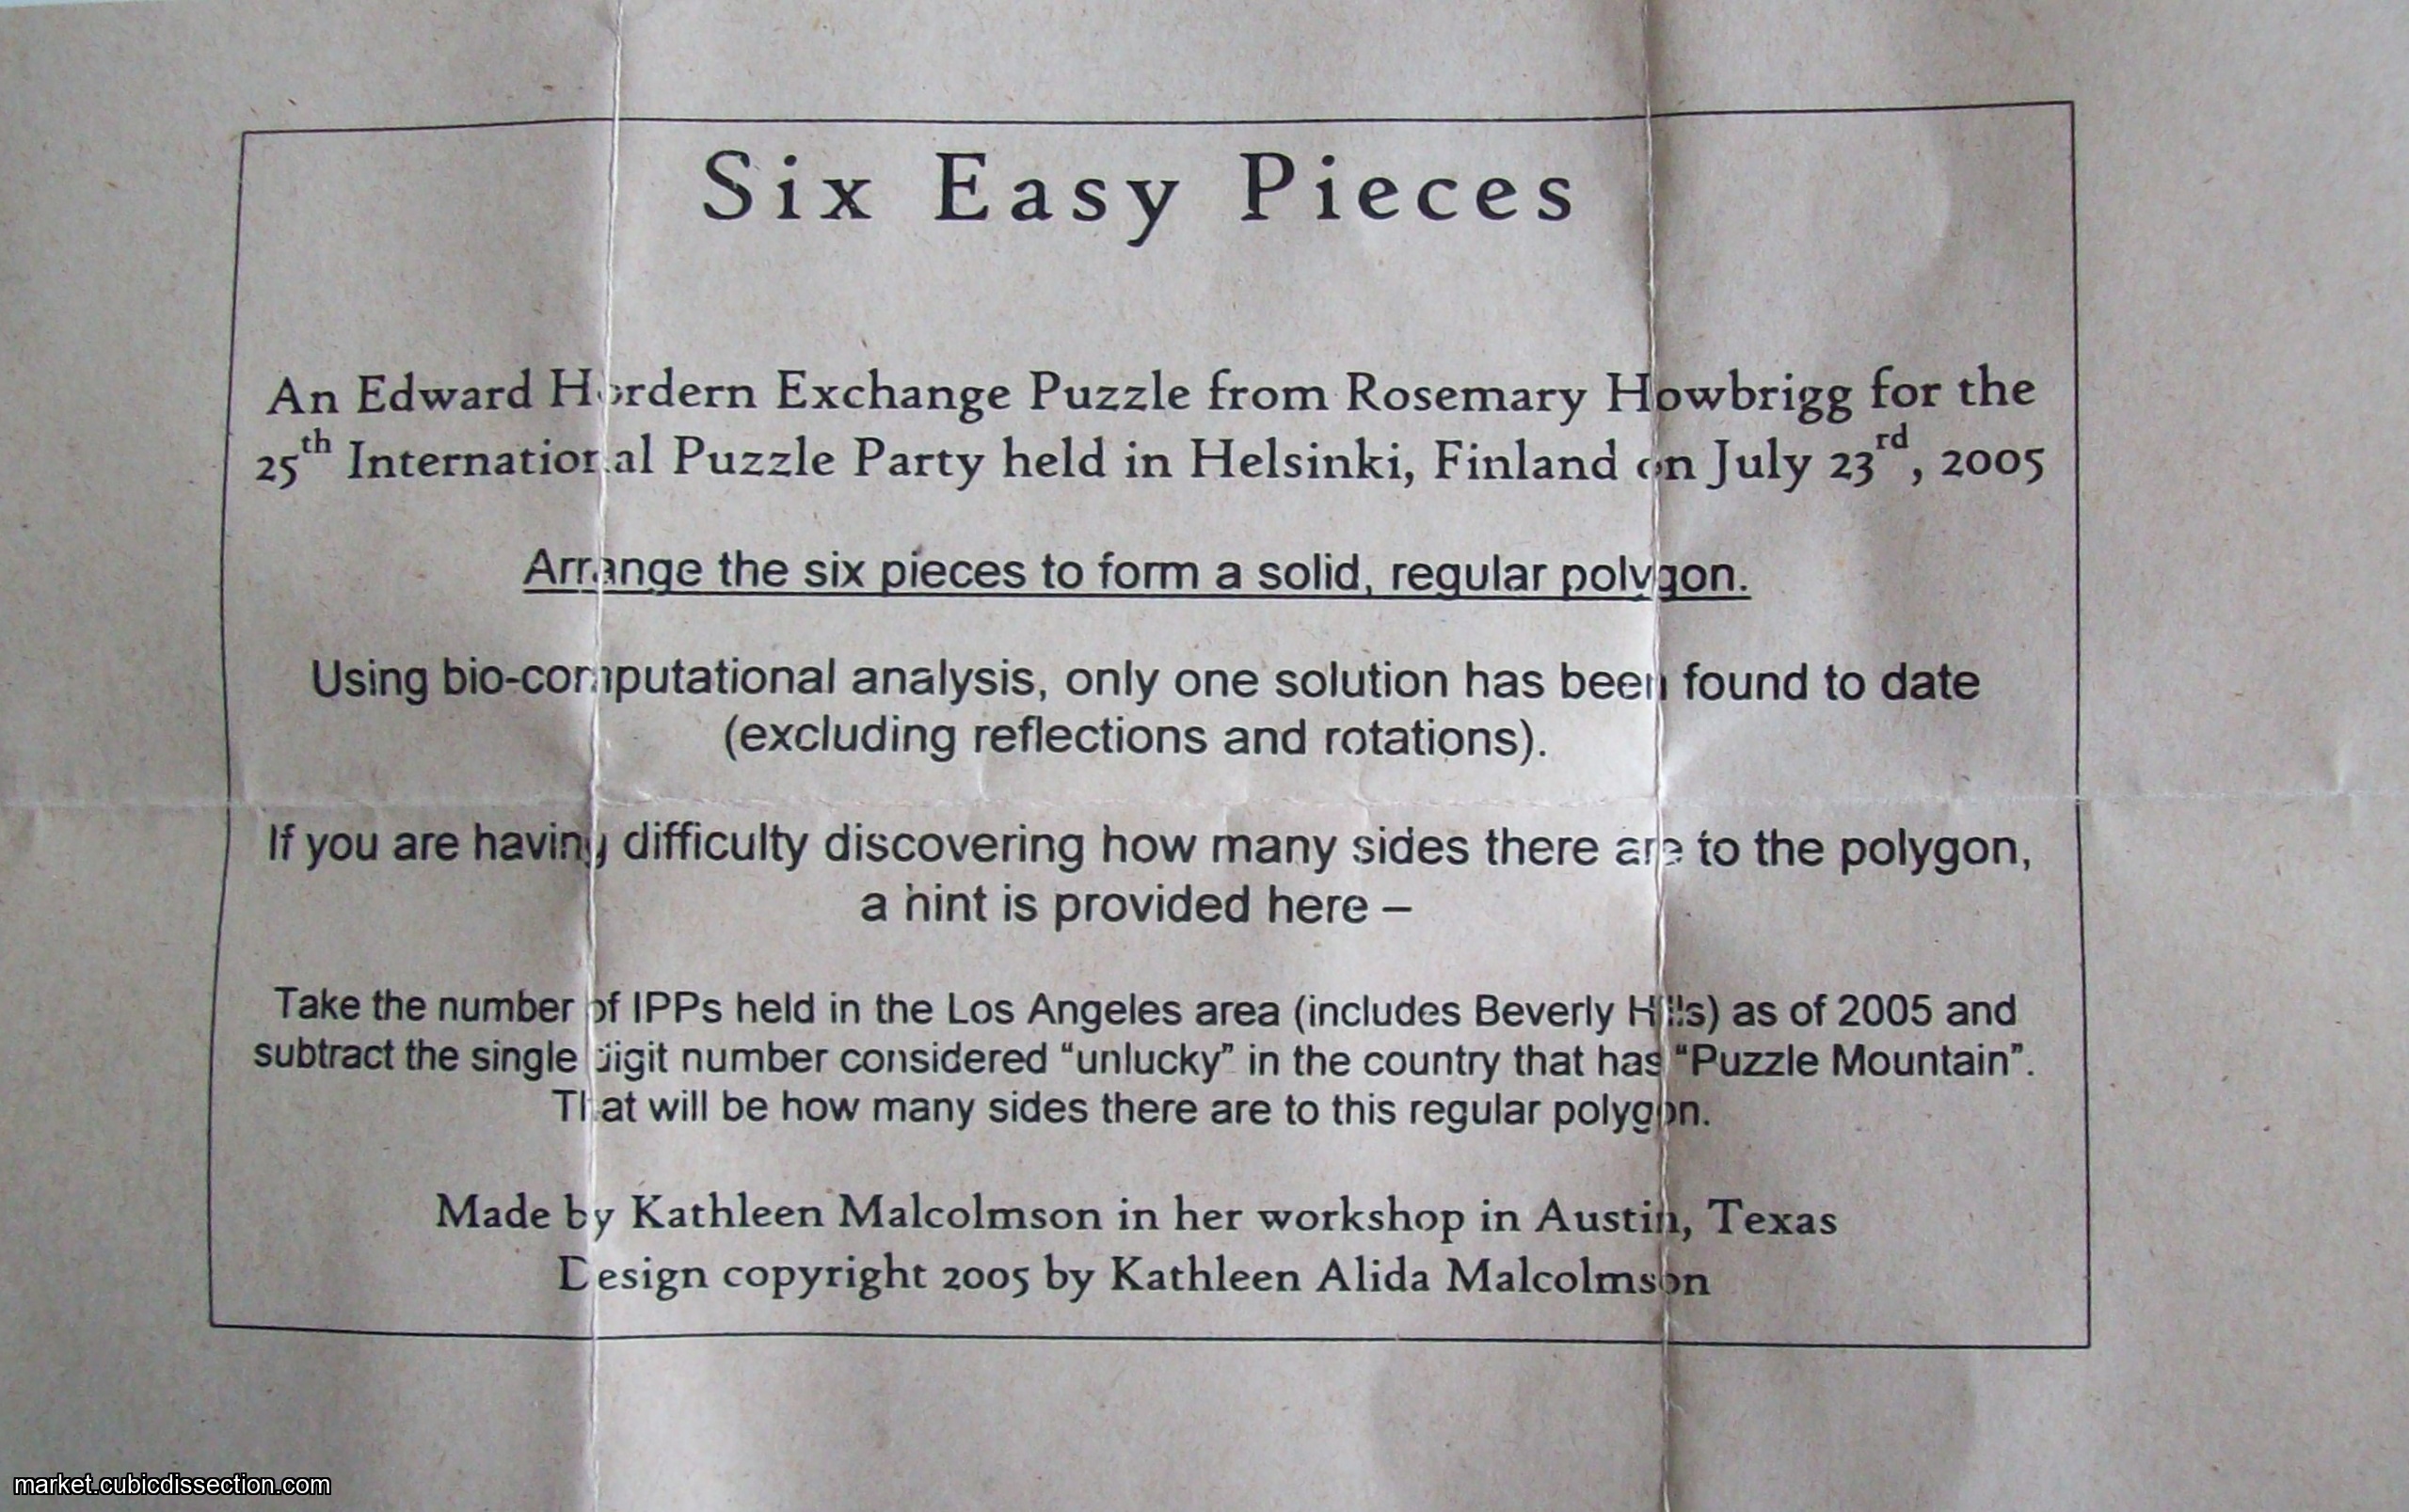 Six Easy Pieces
An Edward Hordern Exchange Puzzle from Rosemary Howbrigg for the
25th International Puzzle Party held in Helsinki, Finland on July 23rd, 2005
Arrange the six pieces to form a solid, regular polygon.
Using bio-computational analysis, only one solution has been found to date
(excluding reflections and rotations).
If you are having difficulty discovering how many sides there are to the polygon,
a hint is provided here –
Take the number of IPPs held in the Los Angeles area (includes Beverly Hills) as of 2005 and
subtract the single digit number considered “unlucky” in the country that has “Puzzle Mountain”.
That will be how many sides there are to this regular polygon.
Made by Kathleen Malcolmson in her workshop in Austin, Texas
Design copyright 2005 by Kathleen Alida Malcolmson
market.cubicdissection.com